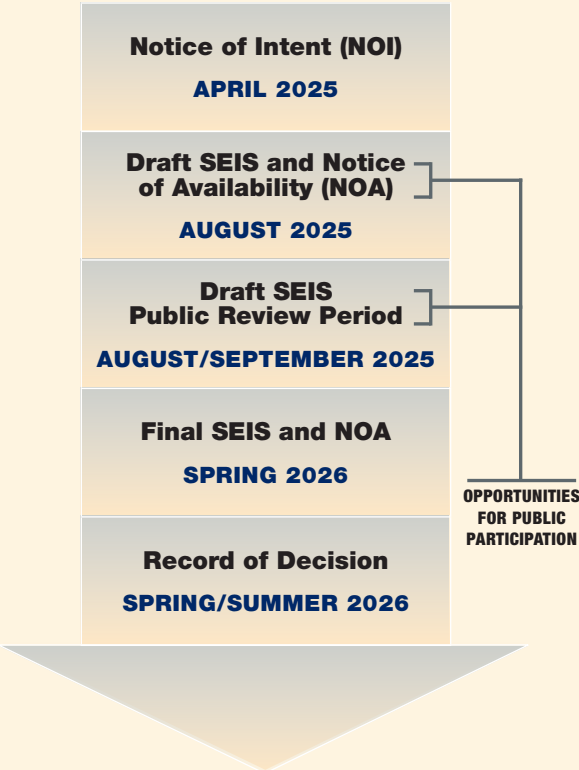 Notice of Intent (NOI)
APRIL 2025
Draft SEIS and Notice
of Availability (NOA)
AUGUST 2025
Draft SEIS
Public Review Period
AUGUST/SEPTEMBER 2025
Final SEIS and NOA
SPRING 2026
Record of Decision
SPRING/SUMMER 2026
OPPORTUNITIES
FOR PUBLIC
PARTICIPATION